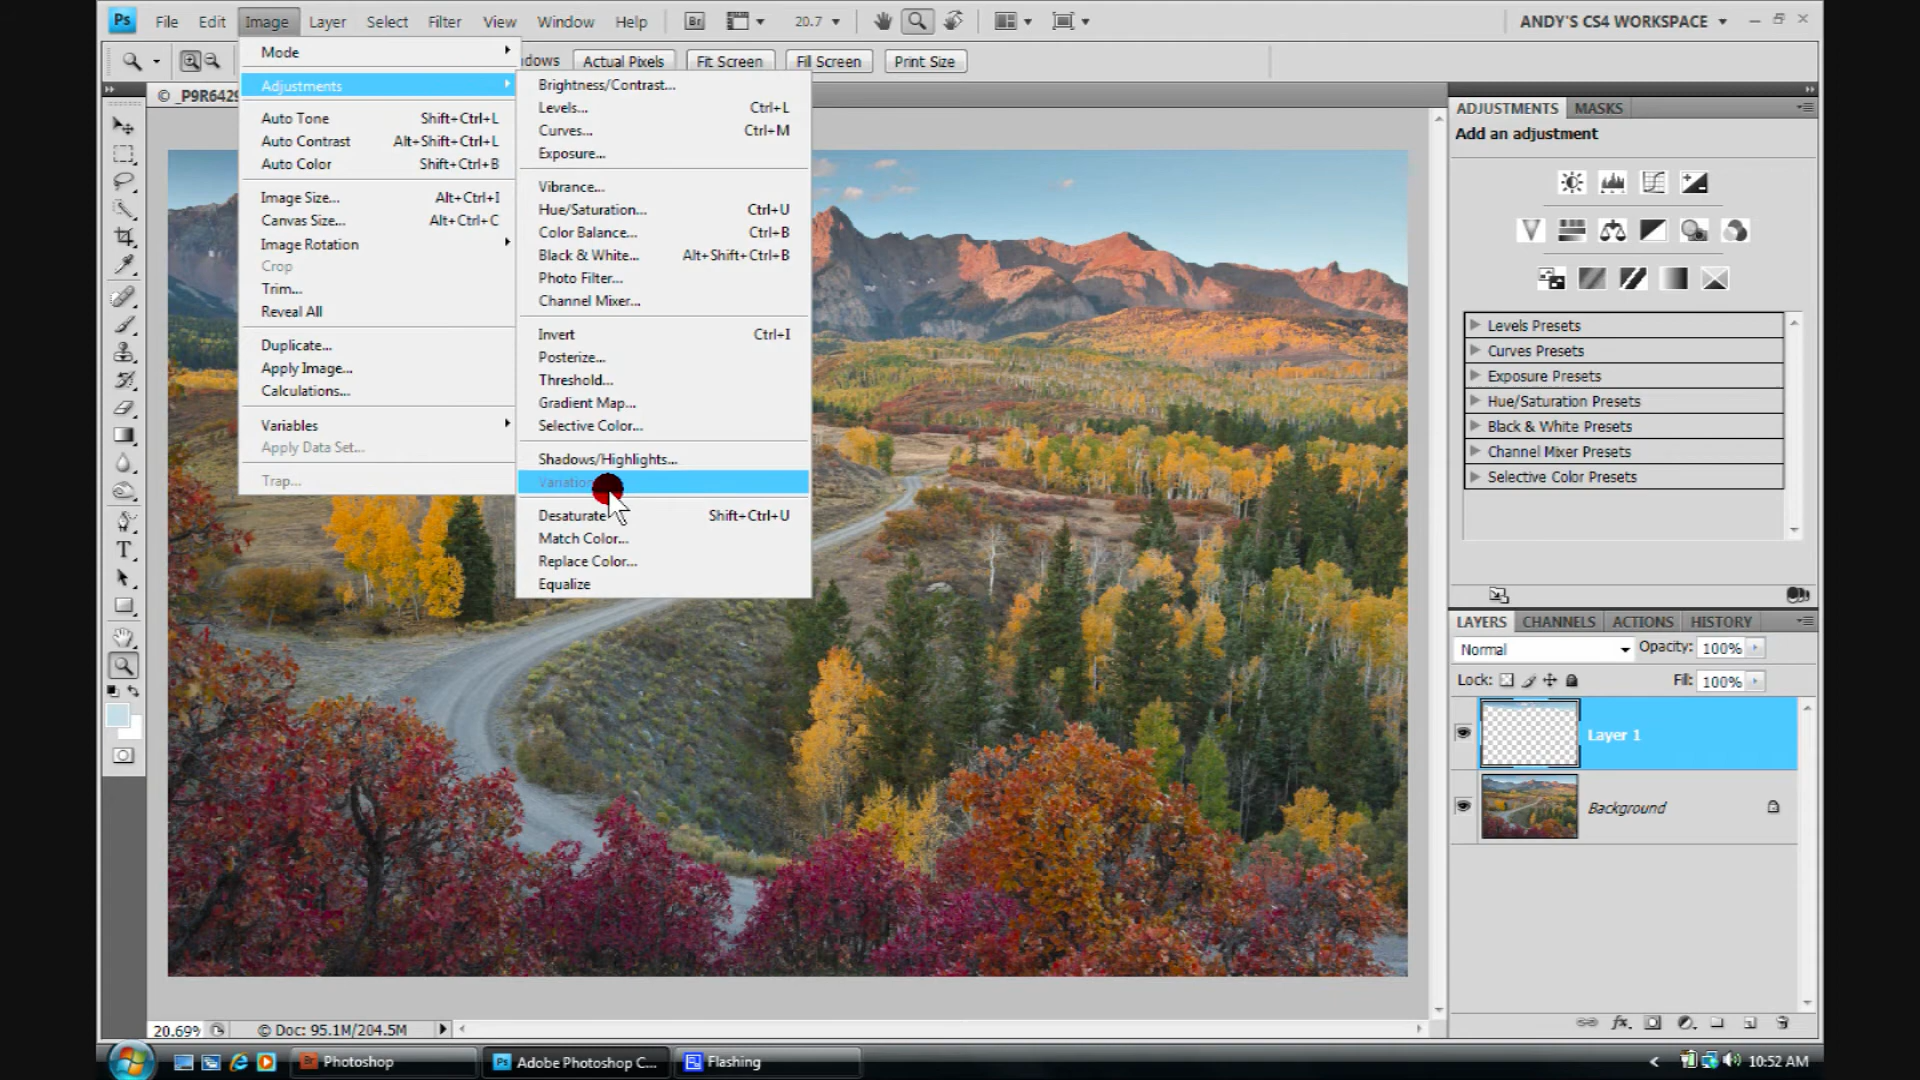 Ps File Edit Image Layer Select Filter View Window Help Br 20.7 ANDY'S CS4 WORKSPACE
dows Actual Pixels Fit Screen Fill Screen Print Size
© _P9R6429
Mode
Adjustments
Auto Tone Shift+Ctrl+L
Auto Contrast Alt+Shift+Ctrl+L
Auto Color Shift+Ctrl+B
Image Size... Alt+Ctrl+I
Canvas Size... Alt+Ctrl+C
Image Rotation
Crop
Trim...
Reveal All
Duplicate...
Apply Image...
Calculations...
Variables
Apply Data Set...
Trap...
Brightness/Contrast...
Levels... Ctrl+L
Curves... Ctrl+M
Exposure...
Vibrance...
Hue/Saturation... Ctrl+U
Color Balance... Ctrl+B
Black & White... Alt+Shift+Ctrl+B
Photo Filter...
Channel Mixer...
Invert Ctrl+I
Posterize...
Threshold...
Gradient Map...
Selective Color...
Shadows/Highlights...
Variation
Desaturate Shift+Ctrl+U
Match Color...
Replace Color...
Equalize
ADJUSTMENTS MASKS
Add an adjustment
Levels Presets
Curves Presets
Exposure Presets
Hue/Saturation Presets
Black & White Presets
Channel Mixer Presets
Selective Color Presets
LAYERS CHANNELS ACTIONS HISTORY
Normal Opacity: 100%
Lock: Fill: 100%
Layer 1
Background
fx
T
20.69% © Doc: 95.1M/204.5M
Br Photoshop Ps Adobe Photoshop C... Flashing 10:52 AM